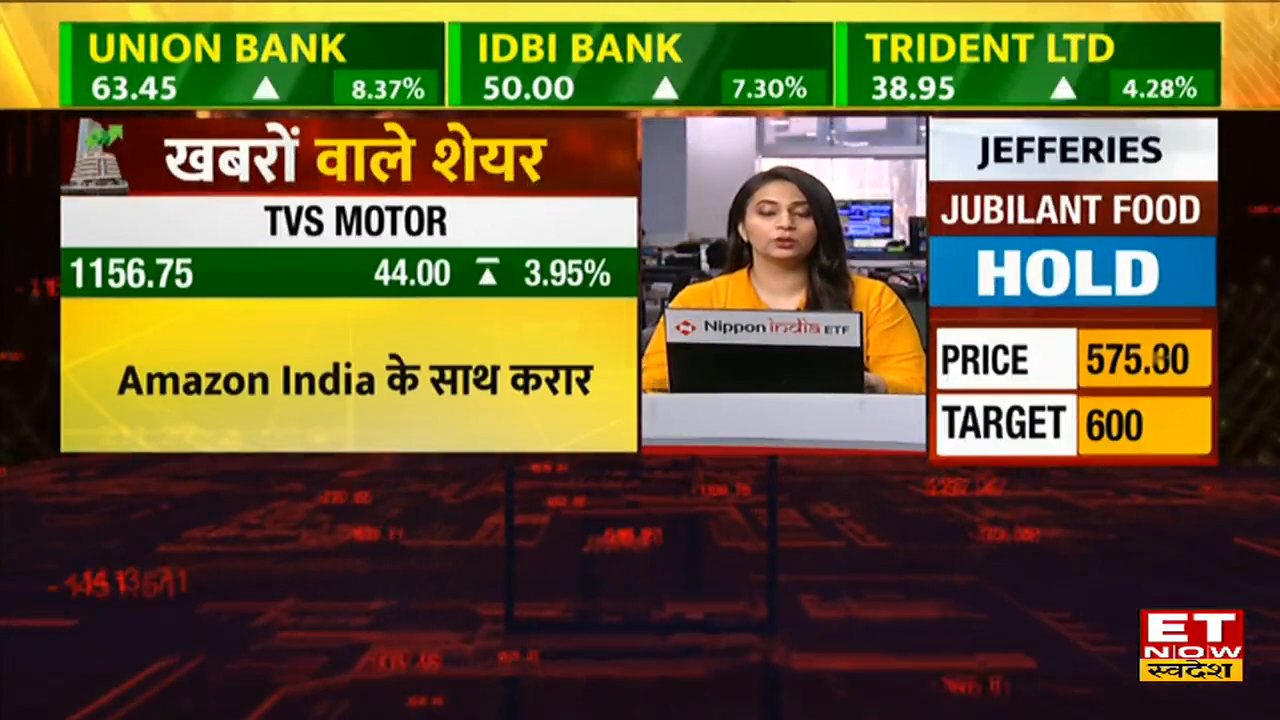 UNION BANK
63.45 8.37%
IDBI BANK
50.00 7.30%
TRIDENT LTD
38.95 4.28%
खबरों वाले शेयर
TVS MOTOR
1156.75 44.00 3.95%
Amazon India के साथ करार
Nippon india ETF
JEFFERIES
JUBILANT FOOD
HOLD
PRICE 575.80
TARGET 600
ET
NOW
स्वदेश